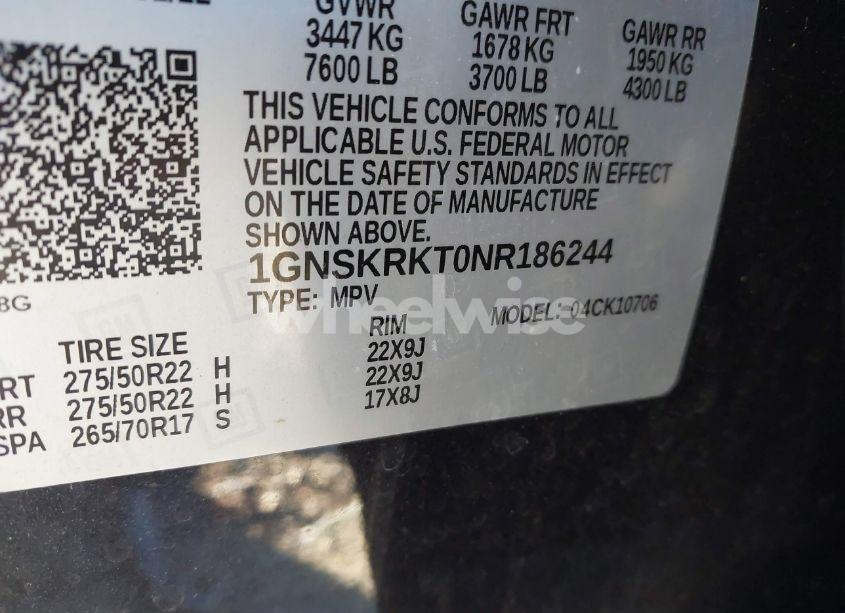 GVWR GAWR FRT GAWR RR
3447 KG 1678 KG 1950 KG
7600 LB 3700 LB 4300 LB
THIS VEHICLE CONFORMS TO ALL
APPLICABLE U.S. FEDERAL MOTOR
VEHICLE SAFETY STANDARDS IN EFFECT
ON THE DATE OF MANUFACTURE
SHOWN ABOVE.
1GNSKRKT0NR186244
TYPE: MPV MODEL: 04CK10706
wheelwise
8G
TIRE SIZE RIM
RT 275/50R22 H 22X9J
RR 275/50R22 H 22X9J
SPA 265/70R17 S 17X8J